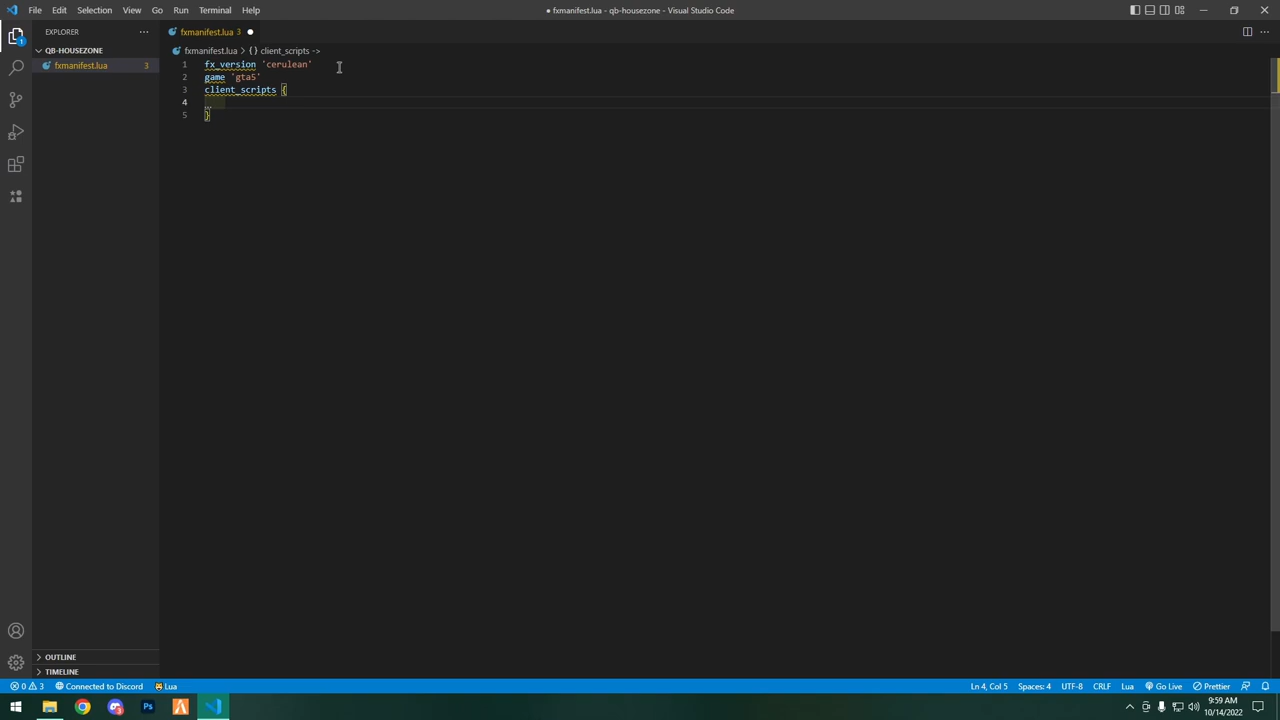 File Edit Selection View Go Run Terminal Help
● fxmanifest.lua - qb-housezone - Visual Studio Code
EXPLORER
fxmanifest.lua 3
QB-HOUSEZONE
fxmanifest.lua > {} client_scripts ->
fxmanifest.lua 3
1 fx_version 'cerulean'
2 game 'gta5'
3 client_scripts {
4
5 }
OUTLINE
TIMELINE
0 3 Connected to Discord Lua
Ln 4, Col 5 Spaces: 4 UTF-8 CRLF Lua Go Live Prettier
Ps
9:59 AM
10/14/2022